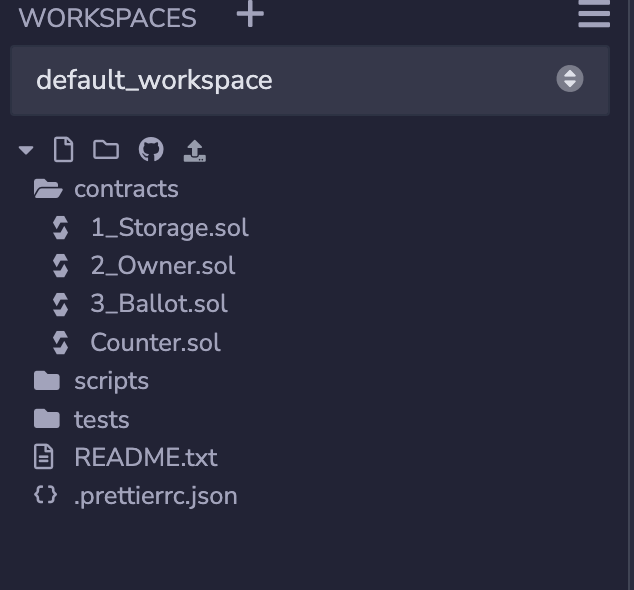 WORKSPACES
default_workspace
contracts
1_Storage.sol
2_Owner.sol
3_Ballot.sol
Counter.sol
scripts
tests
README.txt
.prettierrc.json